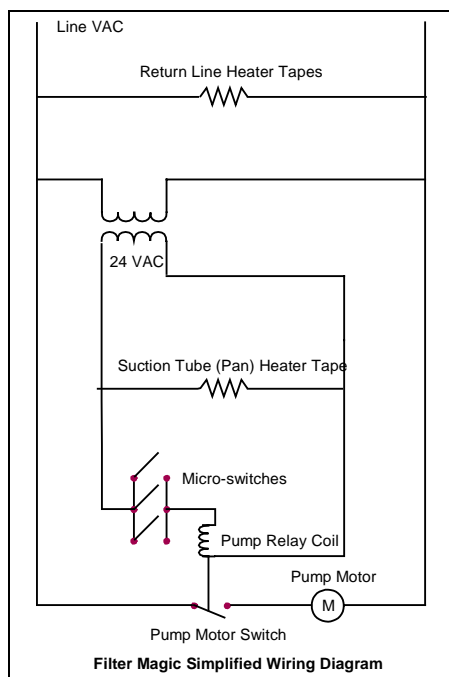 Line VAC
Return Line Heater Tapes
24 VAC
Suction Tube (Pan) Heater Tape
Micro-switches
Pump Relay Coil
Pump Motor
M
Pump Motor Switch
Filter Magic Simplified Wiring Diagram